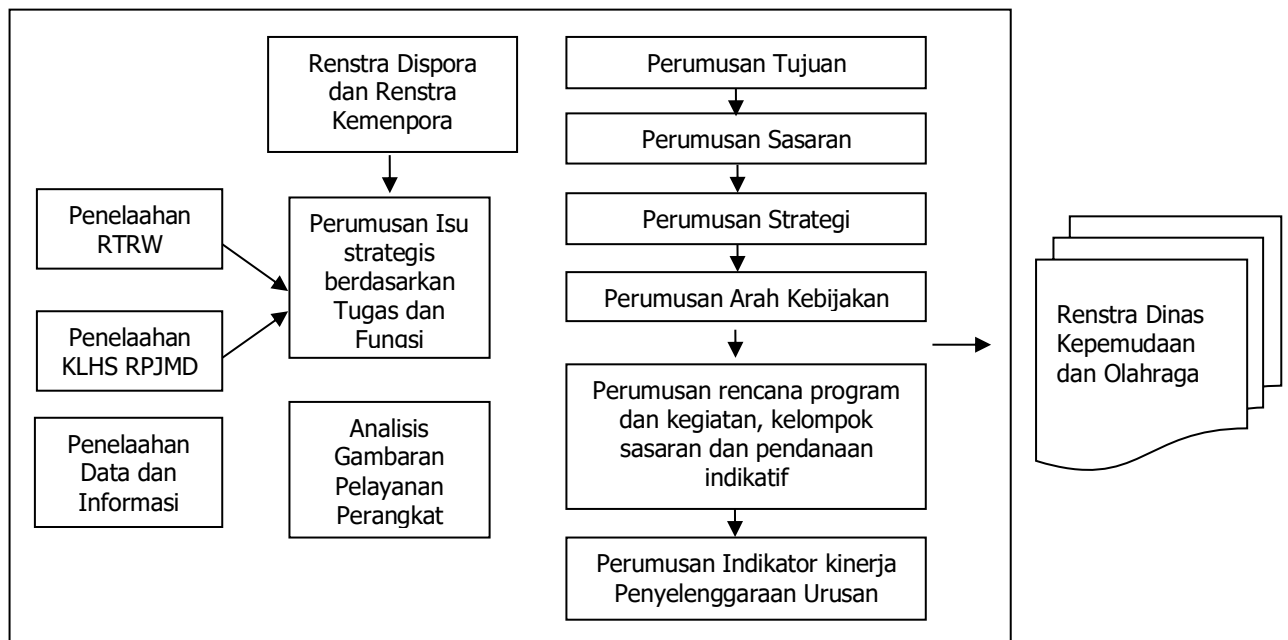 Renstra Dispora
dan Renstra
Kemenpora
Penelaahan
RTRW
Penelaahan
KLHS RPJMD
Penelaahan
Data dan
Informasi
Perumusan Isu
strategis
berdasarkan
Tugas dan
Fungsi
Analisis
Gambaran
Pelayanan
Perangkat
Perumusan Tujuan
Perumusan Sasaran
Perumusan Strategi
Perumusan Arah Kebijakan
Perumusan rencana program
dan kegiatan, kelompok
sasaran dan pendanaan
indikatif
Perumusan Indikator kinerja
Penyelenggaraan Urusan
Renstra Dinas
Kepemudaan
dan Olahraga